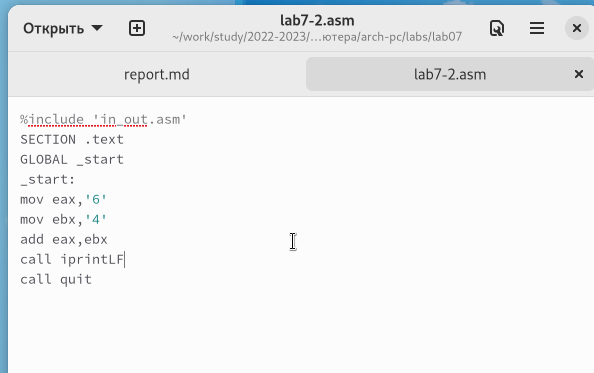 Открыть
lab7-2.asm
~/work/study/2022-2023/…ютера/arch-pc/labs/lab07
report.md
lab7-2.asm
%include 'in_out.asm'
SECTION .text
GLOBAL _start
_start:
mov eax,'6'
mov ebx,'4'
add eax,ebx
call iprintLF
call quit